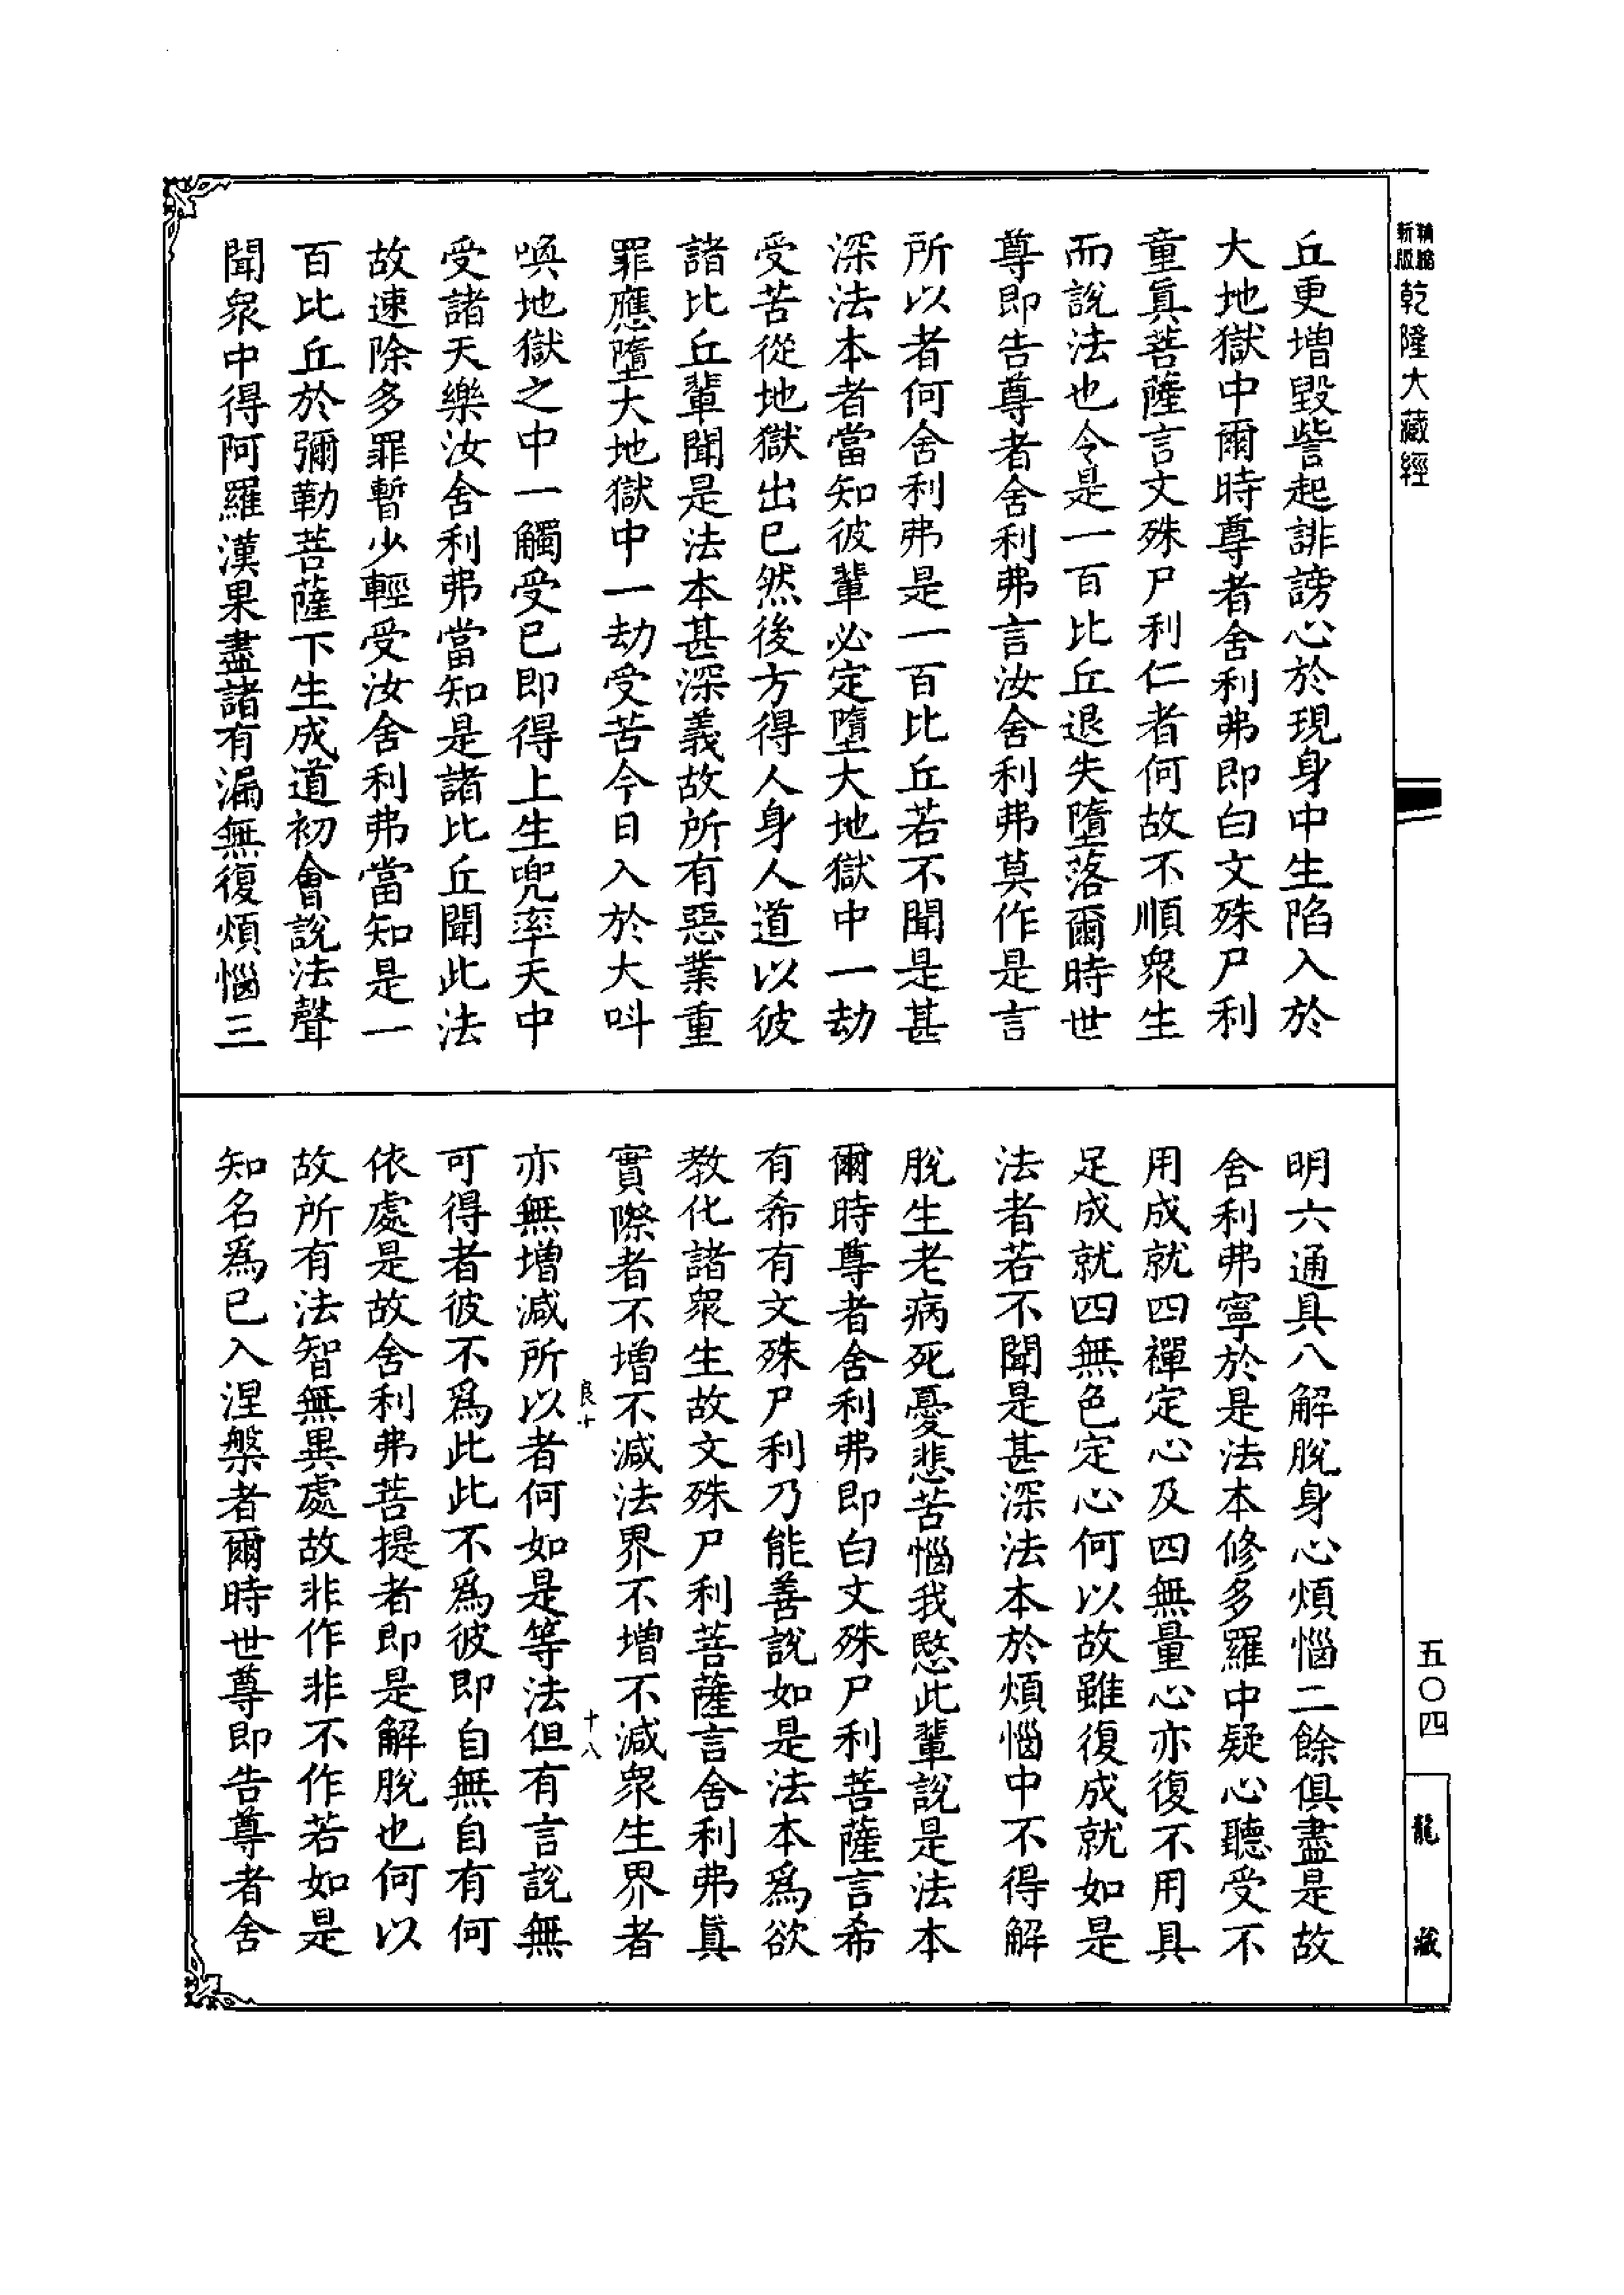 新版
精縮
乾隆大藏經
丘更增毀訾起誹謗心於現身中生陷入於
大地獄中爾時尊者舍利弗即白文殊尸利
童眞菩薩言文殊尸利仁者何故不順衆生
而說法也令是一百比丘退失墮落爾時世
尊即告尊者舍利弗言汝舍利弗莫作是言
所以者何舍利弗是一百比丘若不聞是甚
深法本者當知彼輩必定墮大地獄中一劫
受苦從地獄出已然後方得人身人道以彼
諸比丘輩聞是法本甚深義故所有惡業重
罪應墮大地獄中一劫受苦今日入於大叫
喚地獄之中一觸受已即得上生兜率天中
受諸天樂汝舍利弗當知是諸比丘聞此法
故速除多罪暫少輕受汝舍利弗當知是一
百比丘於彌勒菩薩下生成道初會說法聲
聞衆中得阿羅漢果盡諸有漏無復煩惱三
明六通具八解脫身心煩惱二餘俱盡是故
舍利弗寧於是法本修多羅中疑心聽受不
用成就四禪定心及四無量心亦復不用具
足成就四無色定心何以故雖復成就如是
法者若不聞是甚深法本於煩惱中不得解
脫生老病死憂悲苦惱我愍此輩說是法本
爾時尊者舍利弗即白文殊尸利菩薩言希
有希有文殊尸利乃能善說如是法本爲欲
教化諸衆生故文殊尸利菩薩言舍利弗眞
實際者不增不減法界不增不減衆生界者
良十
十八
亦無增減所以者何如是等法但有言說無
可得者彼不爲此此不爲彼即自無自有何
依處是故舍利弗菩提者即是解脫也何以
故所有法智無異處故非作非不作若如是
知名爲已入涅槃者爾時世尊即告尊者舍
五〇四
龍藏